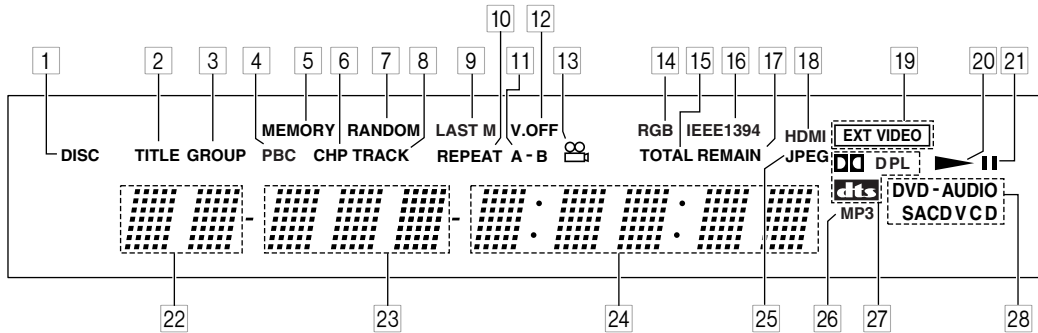 10 12
1 2 3 4 5 6 7 8 9 11 13 14 15 16 17 18 19 20 21
MEMORY RANDOM LAST M V.OFF RGB IEEE1394 HDMI EXT VIDEO
DISC TITLE GROUP PBC CHP TRACK REPEAT A - B TOTAL REMAIN JPEG DPL
dts DVD - AUDIO
MP3 SACD V C D
22 23 24 25 26 27 28